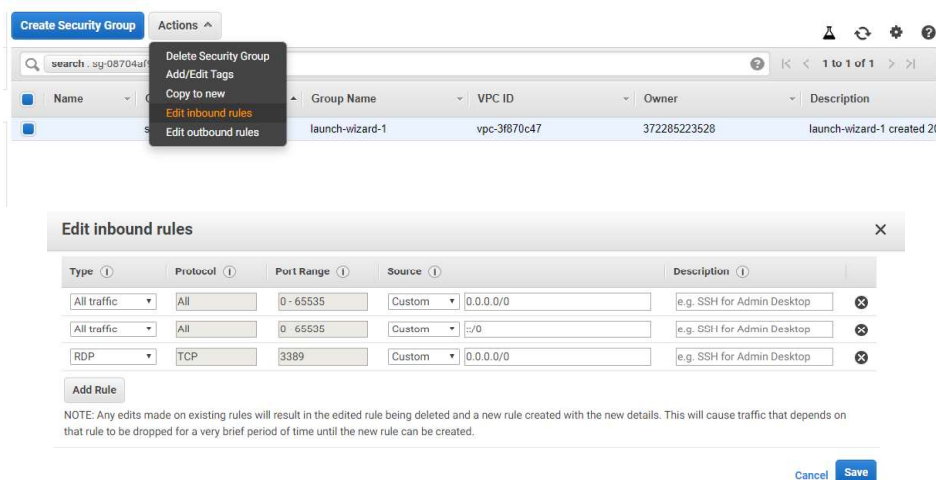 Create Security Group Actions
Delete Security Group
Add/Edit Tags
Copy to new
Edit inbound rules
Edit outbound rules
search : sg-08704af
1 to 1 of 1
Name Group Name VPC ID Owner Description
launch-wizard-1 vpc-3f870c47 372285223528 launch-wizard-1 created 20
Edit inbound rules
Type Protocol Port Range Source Description
All traffic All 0 - 65535 Custom 0.0.0.0/0 e.g. SSH for Admin Desktop
All traffic All 0 - 65535 Custom ::/0 e.g. SSH for Admin Desktop
RDP TCP 3389 Custom 0.0.0.0/0 e.g. SSH for Admin Desktop
Add Rule
NOTE: Any edits made on existing rules will result in the edited rule being deleted and a new rule created with the new details. This will cause traffic that depends on
that rule to be dropped for a very brief period of time until the new rule can be created.
Cancel Save